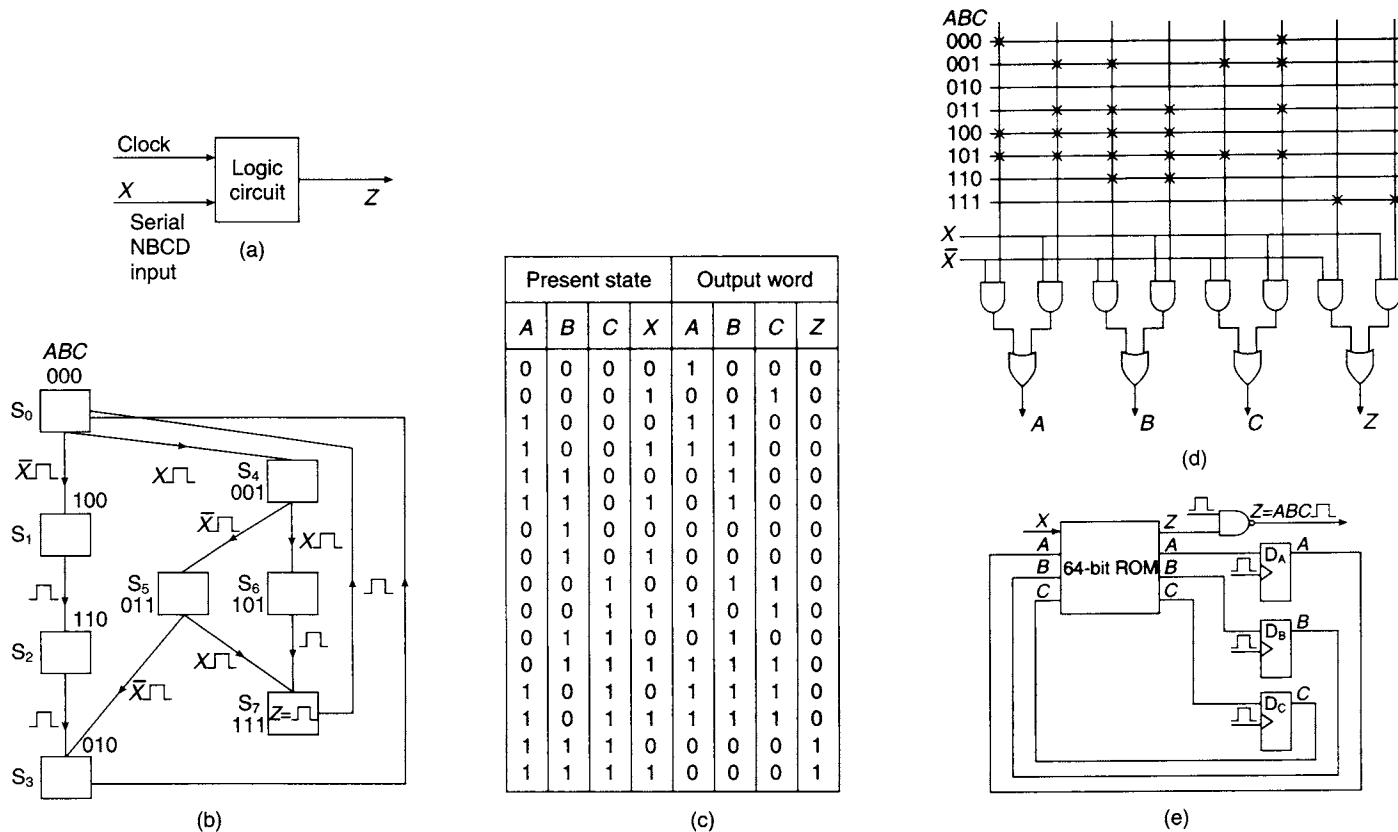 Clock
X
Serial
NBCD
input
Logic
circuit
Z
(a)
ABC
000
S₀
X̄
X
100
S₁
S₄
001
X̄
X
S₅
011
S₆
101
110
S₂
X
X̄
S₇
111
Z=
010
S₃
(b)
Present state Output word
A B C X A B C Z
0 0 0 0 1 0 0 0
0 0 0 1 0 0 1 0
1 0 0 0 1 1 0 0
1 0 0 1 1 1 0 0
1 1 0 0 0 1 0 0
1 1 0 1 0 1 0 0
0 1 0 0 0 0 0 0
0 1 0 1 0 0 0 0
0 0 1 0 0 1 1 0
0 0 1 1 1 0 1 0
0 1 1 0 0 1 0 0
0 1 1 1 1 1 1 0
1 0 1 0 1 1 1 0
1 0 1 1 1 1 1 0
1 1 1 0 0 0 0 1
1 1 1 1 0 0 0 1
(c)
ABC
000
001
010
011
100
101
110
111
X
X̄
A B C Z
(d)
X
A
B
C
64-bit ROM
Z
A
B
C
Z=ABC
D_A
A
D_B
B
D_C
C
(e)